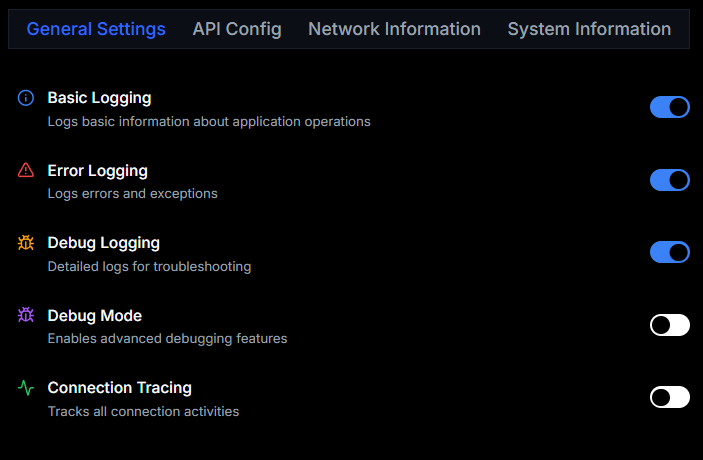 General Settings API Config Network Information System Information
Basic Logging
Logs basic information about application operations
Error Logging
Logs errors and exceptions
Debug Logging
Detailed logs for troubleshooting
Debug Mode
Enables advanced debugging features
Connection Tracing
Tracks all connection activities